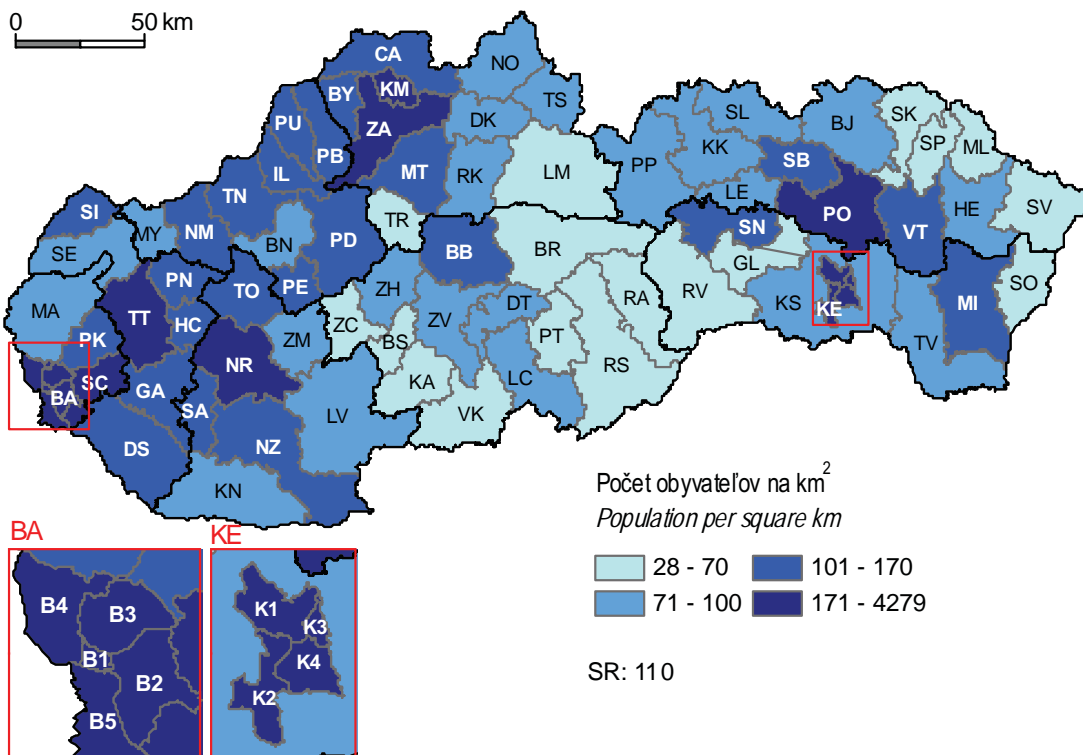 0 50 km
CA NO
BY KM TS
PU ZA DK SL SK
PB BJ SP ML
IL MT RK LM PP KK SB
TN LE HE SV
SI TR PO
MY NM BN PD SN VT
SE BB BR GL
PN TO PE ZH RV KS KE MI SO
MA TT HC ZM ZC ZV DT RA
PK NR BS PT TV
BA SC GA SA KA LC RS
LV VK
DS NZ
KN
Počet obyvateľov na km2
Population per square km
28 - 70 101 - 170
71 - 100 171 - 4279
SR: 110
BA KE
B4 B3 K1 K3
B1 B2 K4
B5 K2